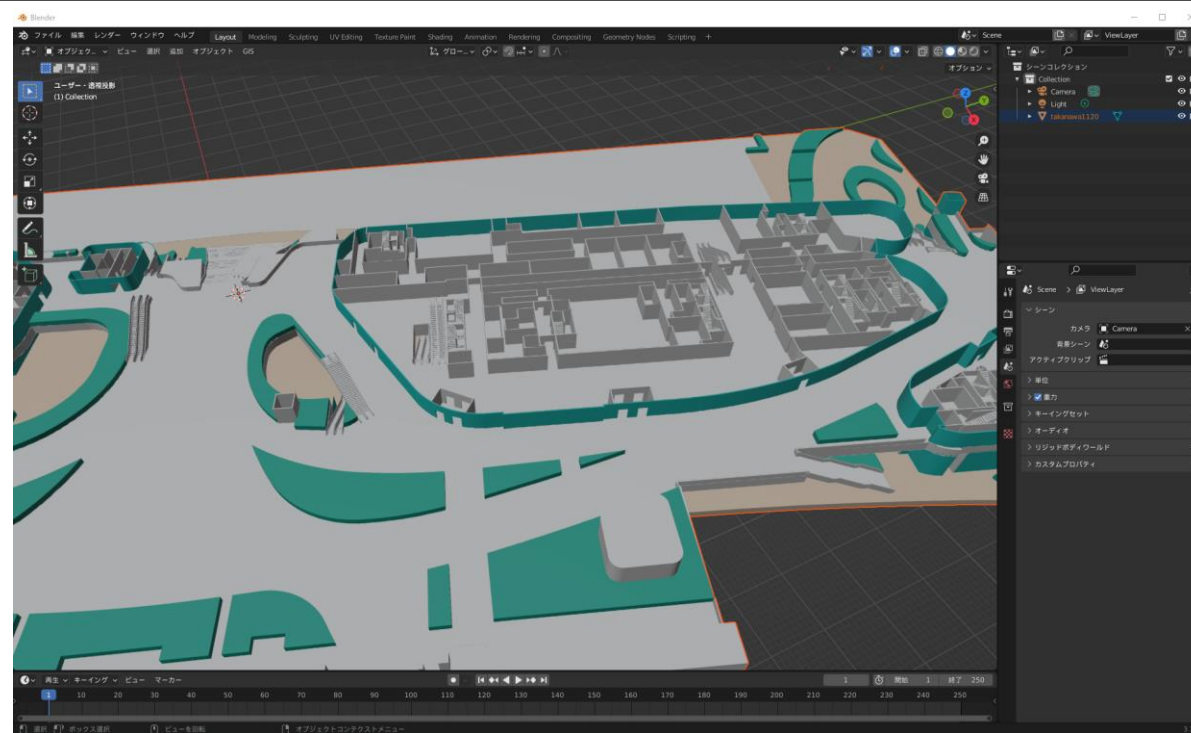 Blender
ファイル 編集 レンダー ウィンドウ ヘルプ Layout Modeling Sculpting UV Editing Texture Paint Shading Animation Rendering Compositing Geometry Nodes Scripting + Scene ViewLayer
オブジェク.. ビュー 選択 追加 オブジェクト GIS グロー..
オプション
ユーザー・透視投影
(1) Collection
Z
Y
X
シーンコレクション
Collection
Camera
Light
takanawa1120
Scene > ViewLayer
シーン
カメラ Camera
背景シーン
アクティブクリップ
単位
重力
キーイングセット
オーディオ
リジッドボディワールド
カスタムプロパティ
再生 キーイング ビュー マーカー 1 開始 1 終了 250
1 10 20 30 40 50 60 70 80 90 100 110 120 130 140 150 160 170 180 190 200 210 220 230 240 250
選択 ボックス選択 ビューを回転 オブジェクトコンテクストメニュー